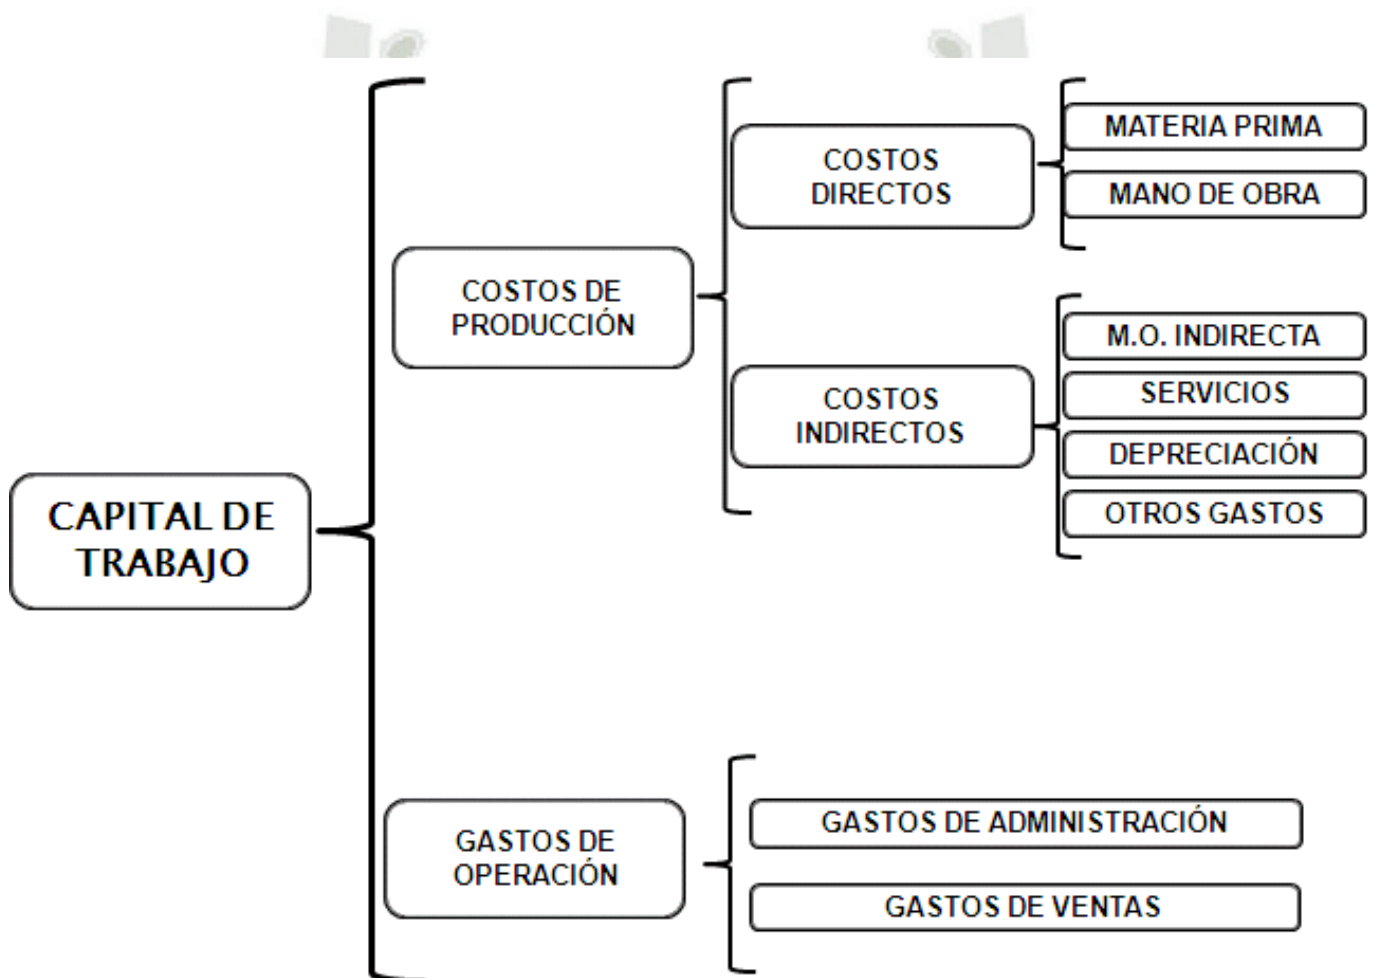 CAPITAL DE
TRABAJO
COSTOS DE
PRODUCCIÓN
COSTOS
DIRECTOS
MATERIA PRIMA
MANO DE OBRA
COSTOS
INDIRECTOS
M.O. INDIRECTA
SERVICIOS
DEPRECIACIÓN
OTROS GASTOS
GASTOS DE
OPERACIÓN
GASTOS DE ADMINISTRACIÓN
GASTOS DE VENTAS